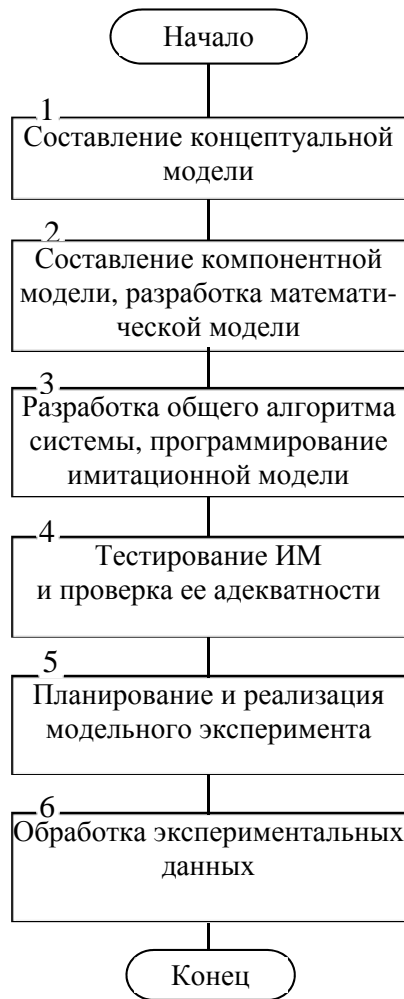 Начало
1
Составление концептуальной
модели
2
Составление компонентной
модели, разработка математи-
ческой модели
3
Разработка общего алгоритма
системы, программирование
имитационной модели
4
Тестирование ИМ
и проверка ее адекватности
5
Планирование и реализация
модельного эксперимента
6
Обработка экспериментальных
данных
Конец